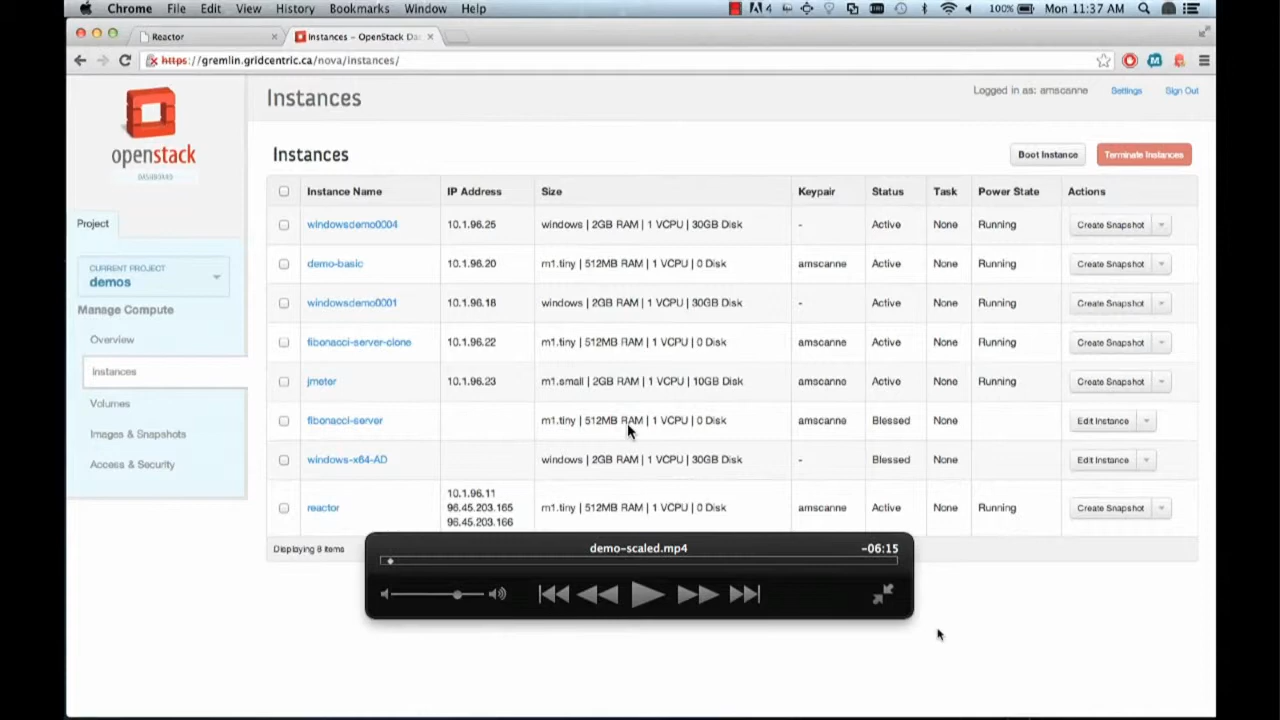 Chrome File Edit View History Bookmarks Window Help 4 100% Mon 11:37 AM
Reactor Instances - OpenStack Das
https://gremlin.gridcentric.ca/nova/instances/
Instances Logged in as: amscanne Settings Sign Out
openstack
DASHBOARD
Project
CURRENT PROJECT
demos
Manage Compute
Overview
Instances
Volumes
Images & Snapshots
Access & Security
Instances Boot Instance Terminate Instances
Instance Name IP Address Size Keypair Status Task Power State Actions
windowsdemo0004 10.1.96.25 windows | 2GB RAM | 1 VCPU | 30GB Disk - Active None Running Create Snapshot
demo-basic 10.1.96.20 m1.tiny | 512MB RAM | 1 VCPU | 0 Disk amscanne Active None Running Create Snapshot
windowsdemo0001 10.1.96.18 windows | 2GB RAM | 1 VCPU | 30GB Disk - Active None Running Create Snapshot
fibonacci-server-clone 10.1.96.22 m1.tiny | 512MB RAM | 1 VCPU | 0 Disk amscanne Active None Running Create Snapshot
jmeter 10.1.96.23 m1.small | 2GB RAM | 1 VCPU | 10GB Disk amscanne Active None Running Create Snapshot
fibonacci-server m1.tiny | 512MB RAM | 1 VCPU | 0 Disk amscanne Blessed None Edit Instance
windows-x64-AD windows | 2GB RAM | 1 VCPU | 30GB Disk - Blessed None Edit Instance
reactor 10.1.96.11 96.45.203.165 96.45.203.166 m1.tiny | 512MB RAM | 1 VCPU | 0 Disk amscanne Active None Running Create Snapshot
Displaying 8 items
demo-scaled.mp4 -06:15